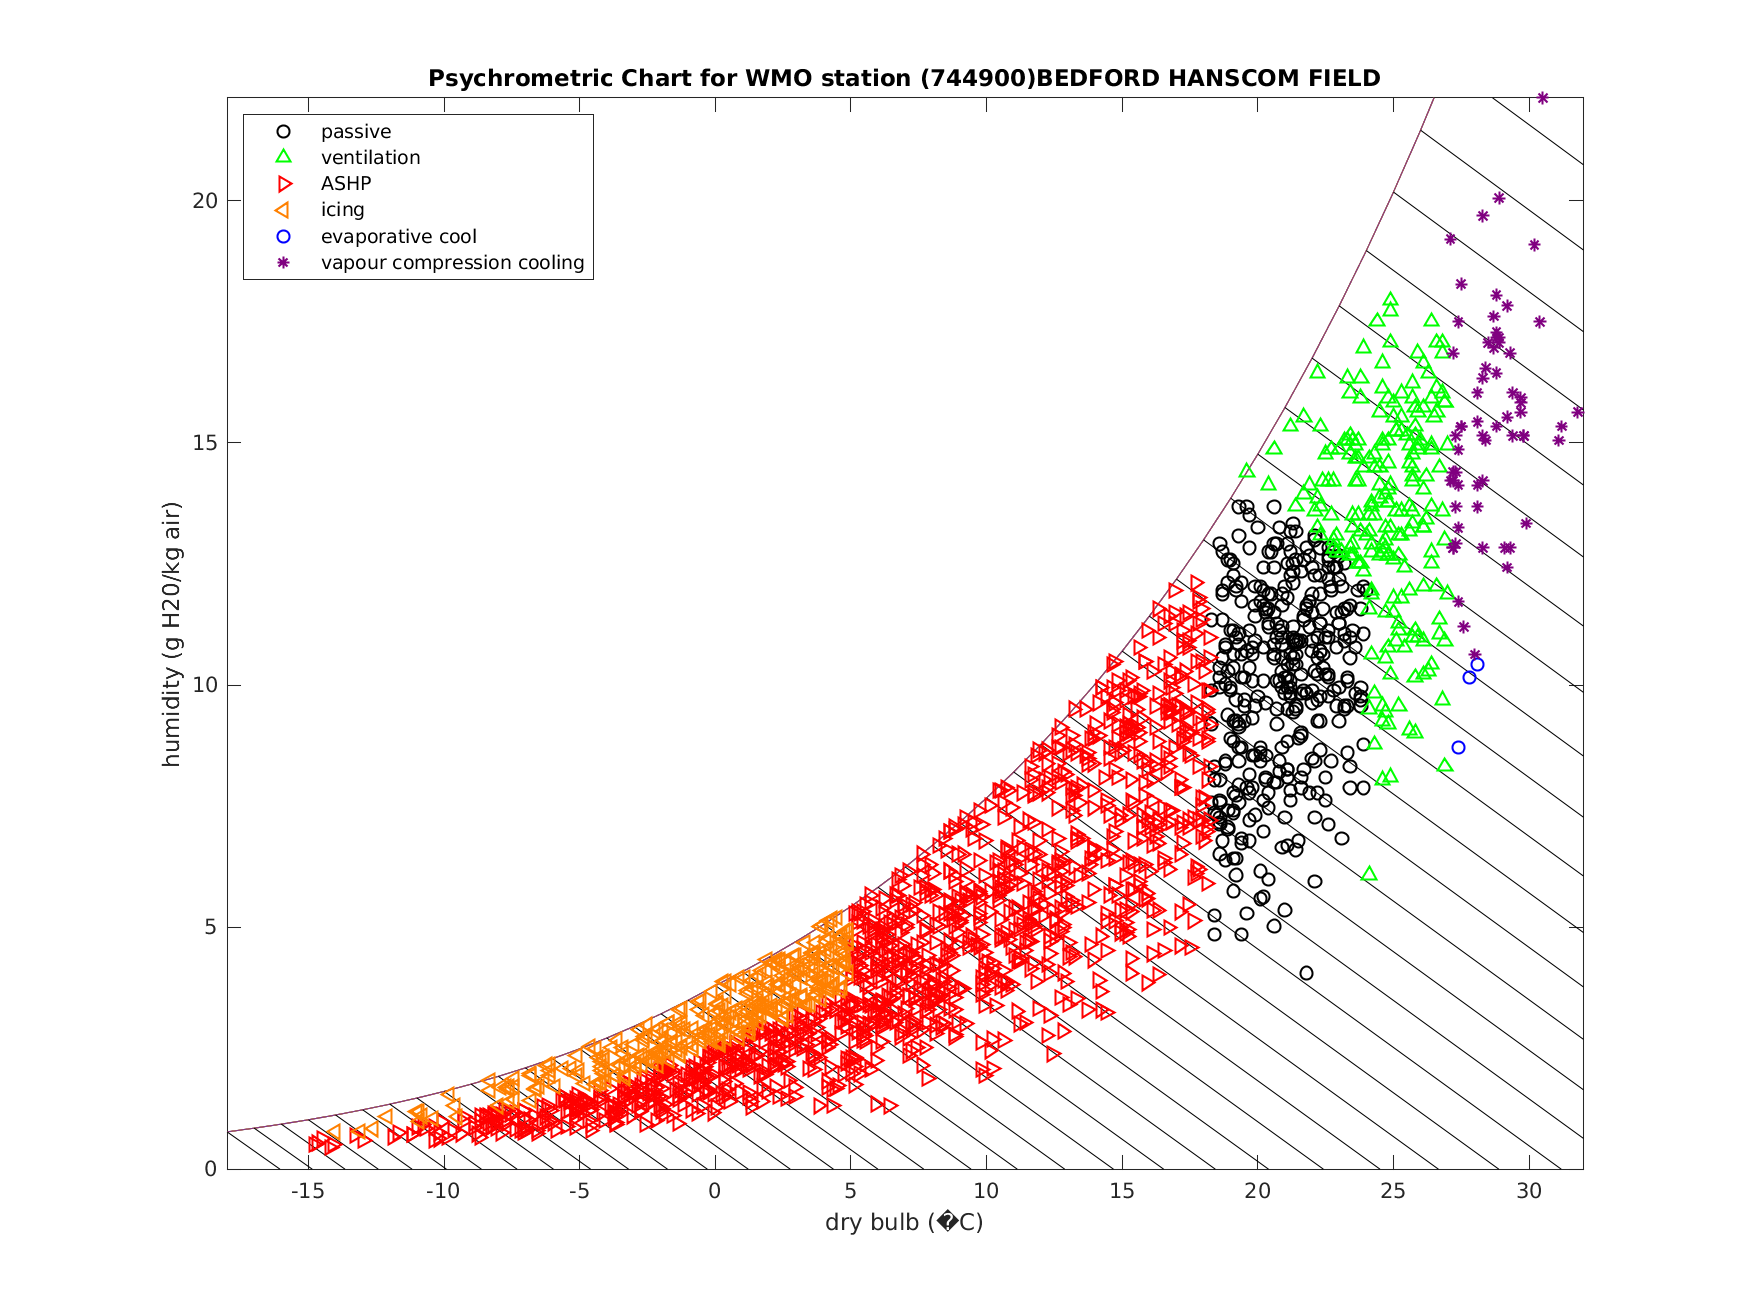 Psychrometric Chart for WMO station (744900)BEDFORD HANSCOM FIELD
passive
ventilation
ASHP
icing
evaporative cool
vapour compression cooling
humidity (g H20/kg air)
20
15
10
5
0
-15 -10 -5 0 5 10 15 20 25 30
dry bulb (�C)